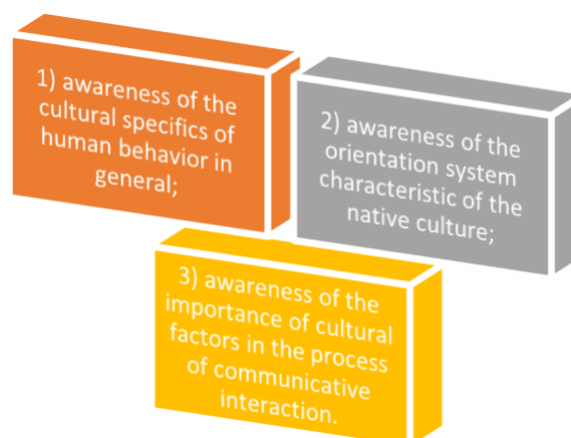 1) awareness of the
cultural specifics of
human behavior in
general;
2) awareness of the
orientation system
characteristic of the
native culture;
3) awareness of the
importance of cultural
factors in the process
of communicative
interaction.